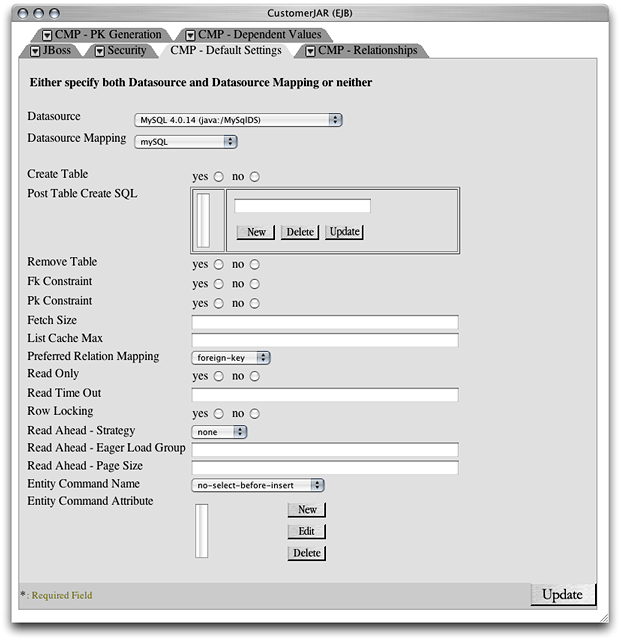 CustomerJAR (EJB)
CMP - PK Generation CMP - Dependent Values
JBoss Security CMP - Default Settings CMP - Relationships
Either specify both Datasource and Datasource Mapping or neither
Datasource MySQL 4.0.14 (java:/MySqlDS)
Datasource Mapping mySQL
Create Table yes no
Post Table Create SQL
New Delete Update
Remove Table yes no
Fk Constraint yes no
Pk Constraint yes no
Fetch Size
List Cache Max
Preferred Relation Mapping foreign-key
Read Only yes no
Read Time Out
Row Locking yes no
Read Ahead - Strategy none
Read Ahead - Eager Load Group
Read Ahead - Page Size
Entity Command Name no-select-before-insert
Entity Command Attribute
New
Edit
Delete
*: Required Field Update